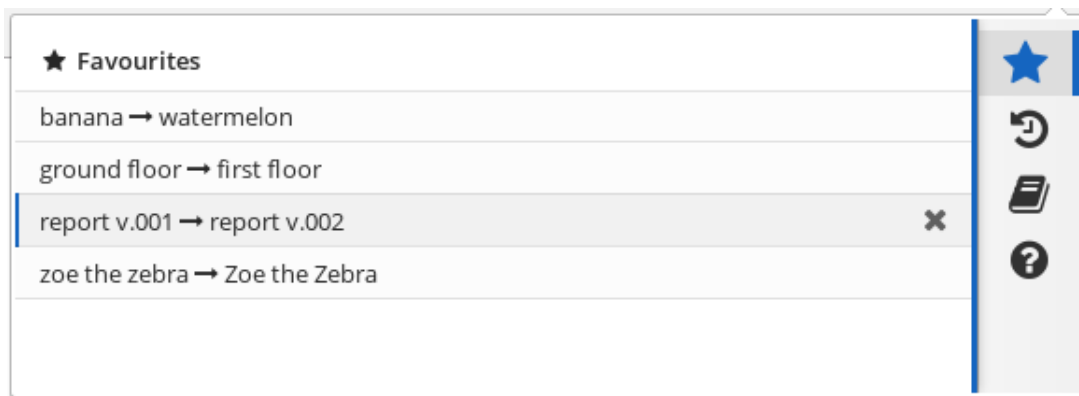 Favourites
banana → watermelon
ground floor → first floor
report v.001 → report v.002
zoe the zebra → Zoe the Zebra